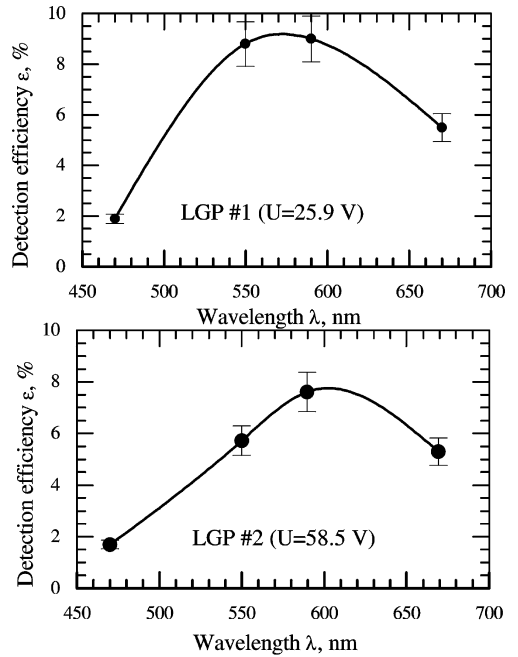 Detection efficiency ε, %
10
8
6
4
2
0
LGP #1 (U=25.9 V)
450 500 550 600 650 700
Wavelength λ, nm
Detection efficiency ε, %
10
8
6
4
2
0
LGP #2 (U=58.5 V)
450 500 550 600 650 700
Wavelength λ, nm